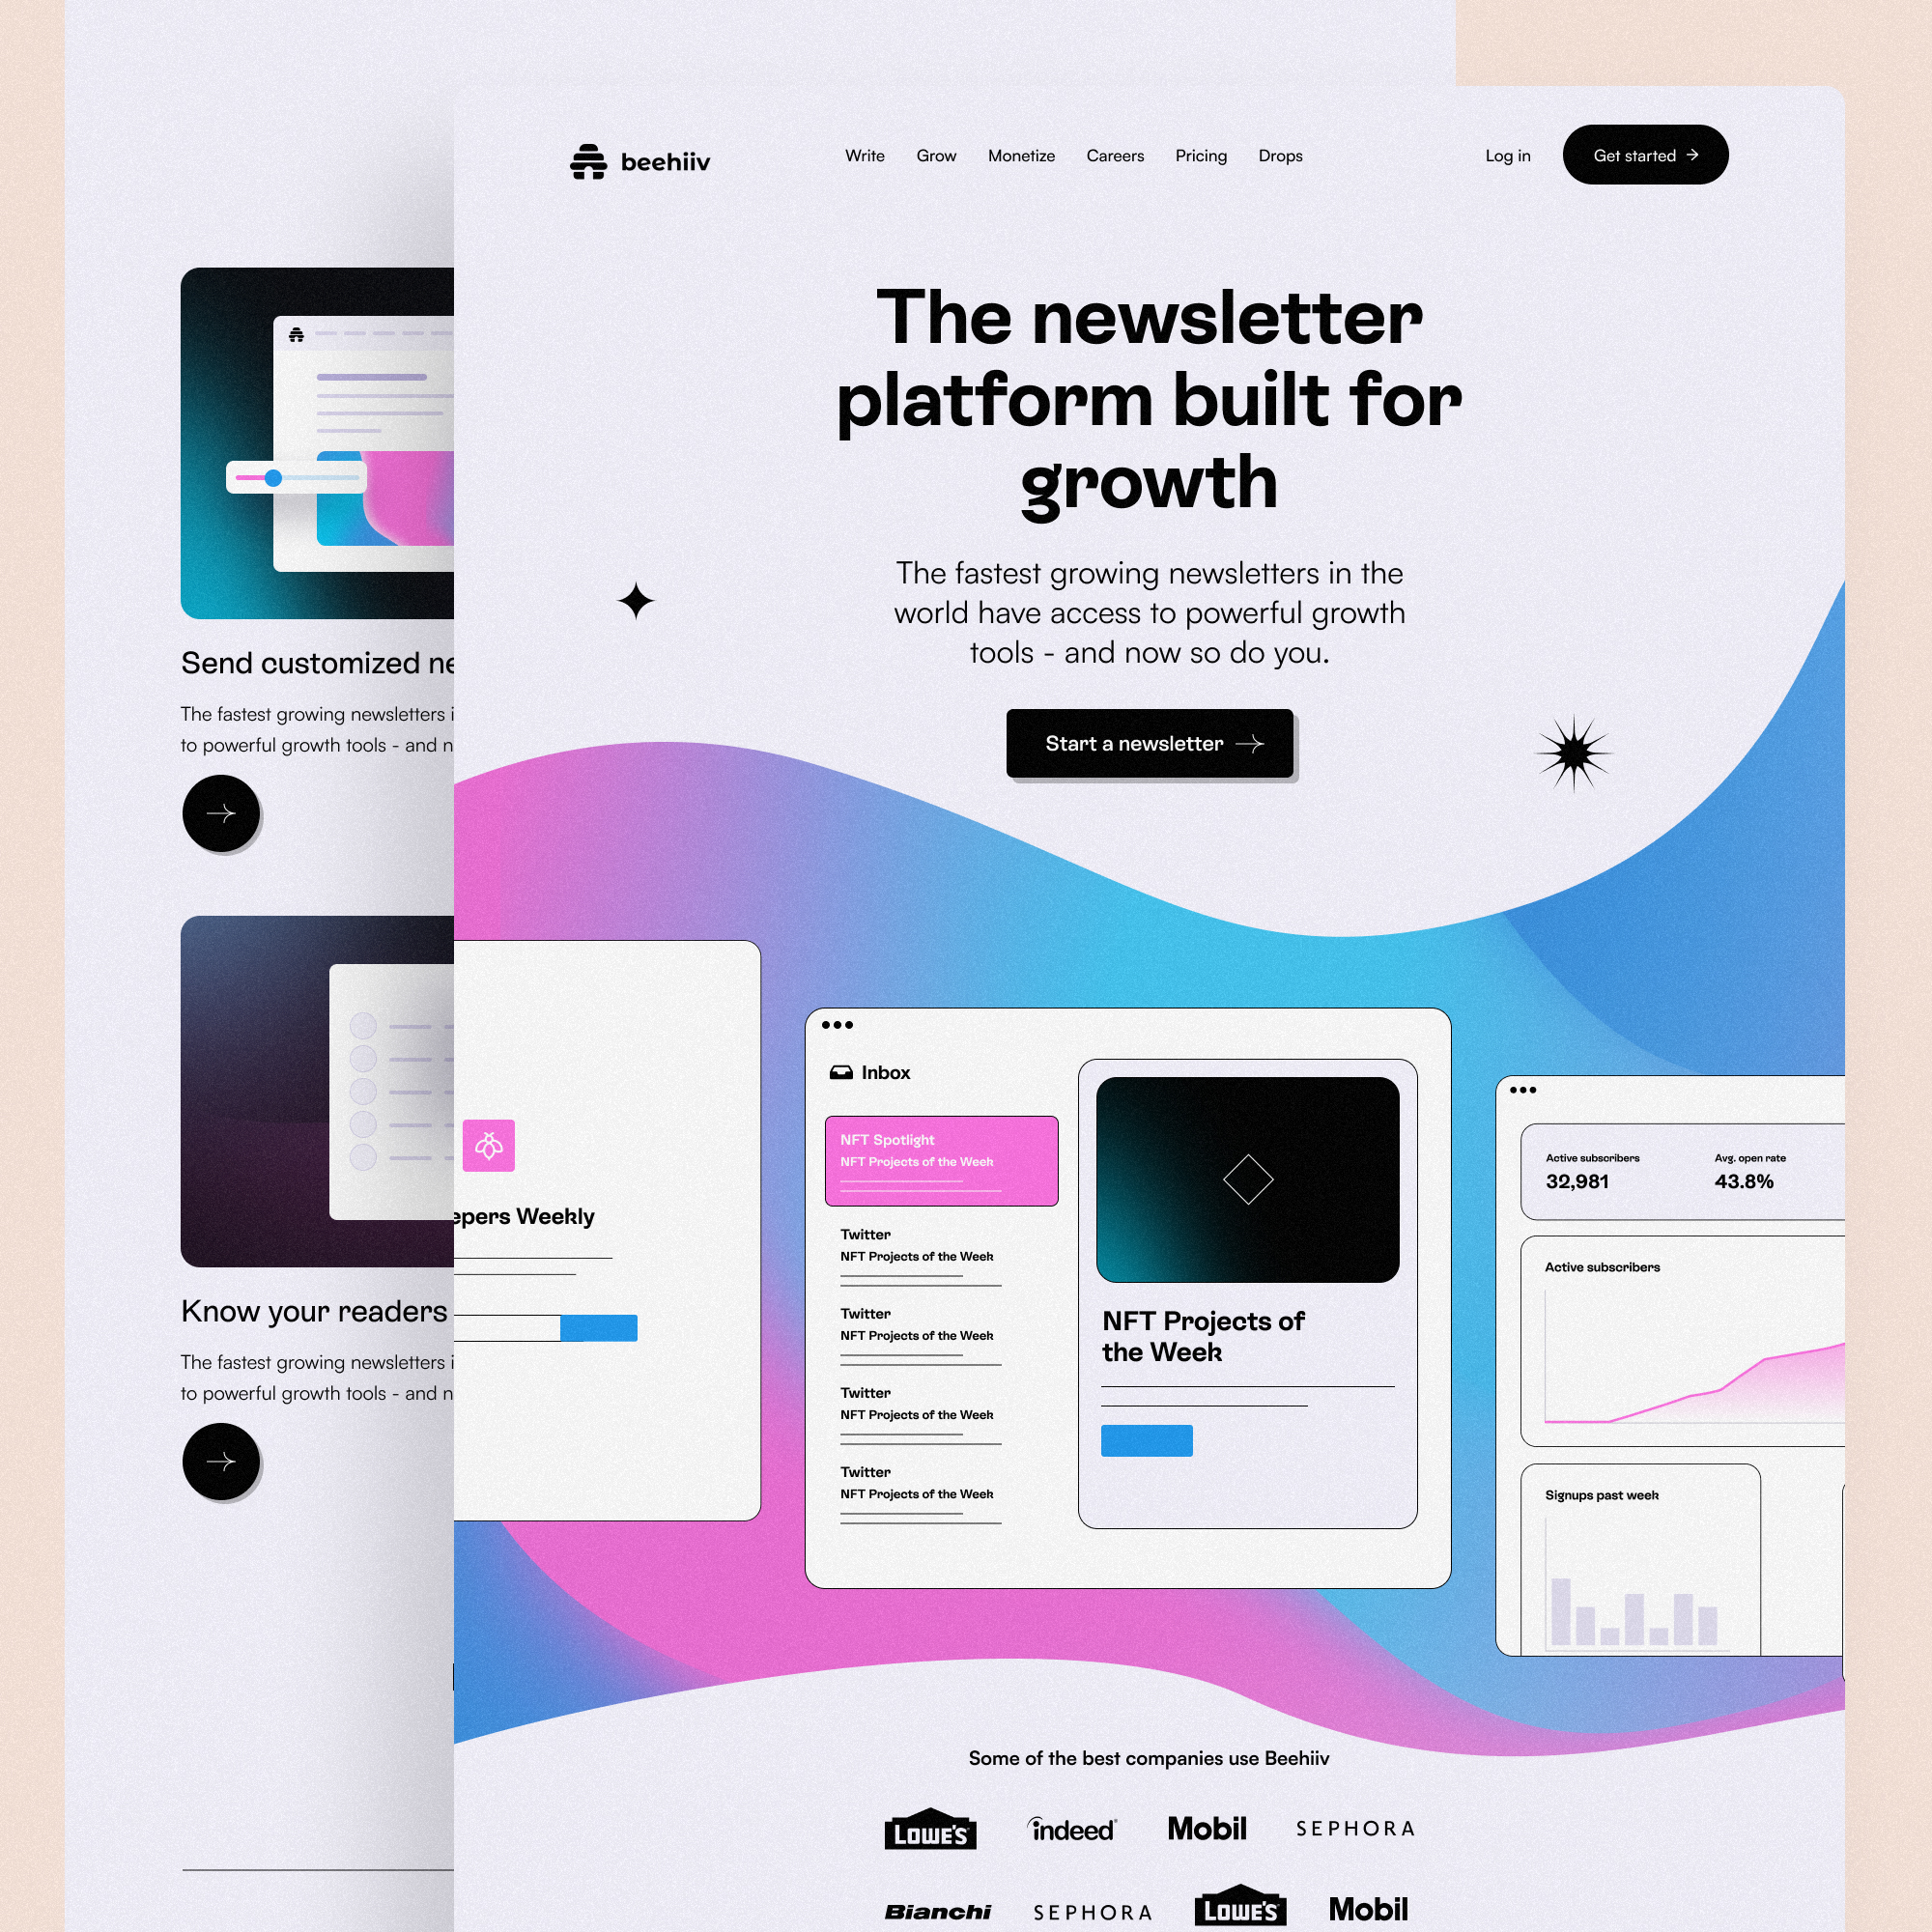 beehiiv
Write
Grow
Monetize
Careers
Pricing
Drops
Log in
Get started
The newsletter
platform built for
growth
The fastest growing newsletters in the
world have access to powerful growth
tools - and now so do you.
Start a newsletter
Send customized ne
The fastest growing newsletters i
to powerful growth tools - and n
Know your readers
The fastest growing newsletters i
to powerful growth tools - and n
epers Weekly
Inbox
NFT Spotlight
NFT Projects of the Week
Twitter
NFT Projects of the Week
Twitter
NFT Projects of the Week
Twitter
NFT Projects of the Week
Twitter
NFT Projects of the Week
NFT Projects of
the Week
Active subscribers
32,981
Avg. open rate
43.8%
Active subscribers
Signups past week
Some of the best companies use Beehiiv
LOWE'S
indeed
Mobil
SEPHORA
Bianchi
SEPHORA
LOWE'S
Mobil